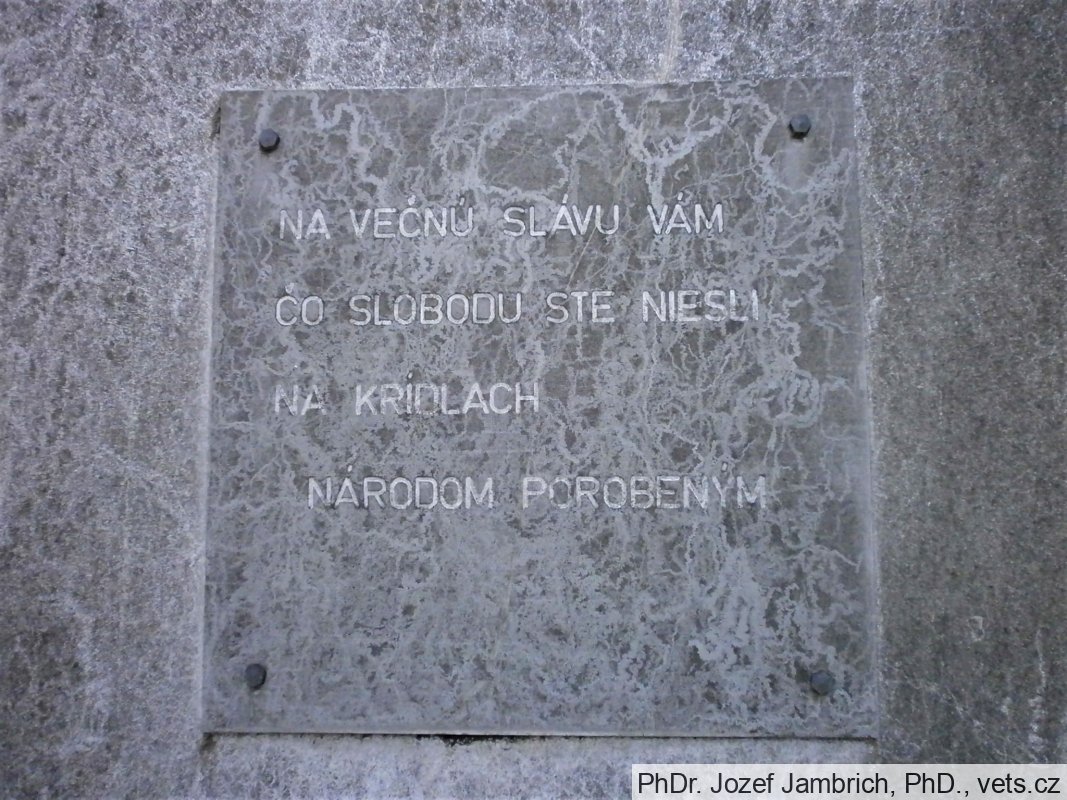 NA VEČNÚ SLÁVU VÁM
ČO SLOBODU STE NIESLI
NA KRÍDLACH
NÁRODOM POROBENÝM
PhDr. Jozef Jambrich, PhD., vets.cz